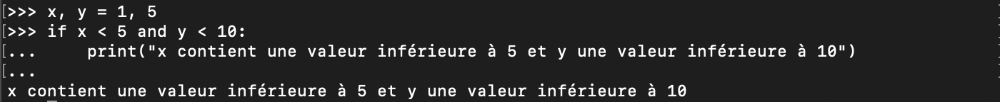 [>>> x, y = 1, 5
[>>> if x < 5 and y < 10:
[...     print("x contient une valeur inférieure à 5 et y une valeur inférieure à 10")
[...
x contient une valeur inférieure à 5 et y une valeur inférieure à 10